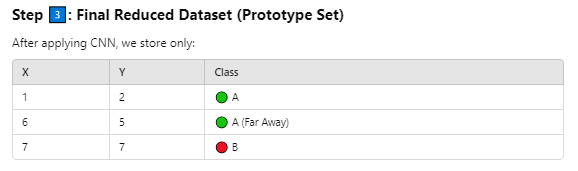 Step 3: Final Reduced Dataset (Prototype Set)
After applying CNN, we store only:
X Y Class
1 2 A
6 5 A (Far Away)
7 7 B